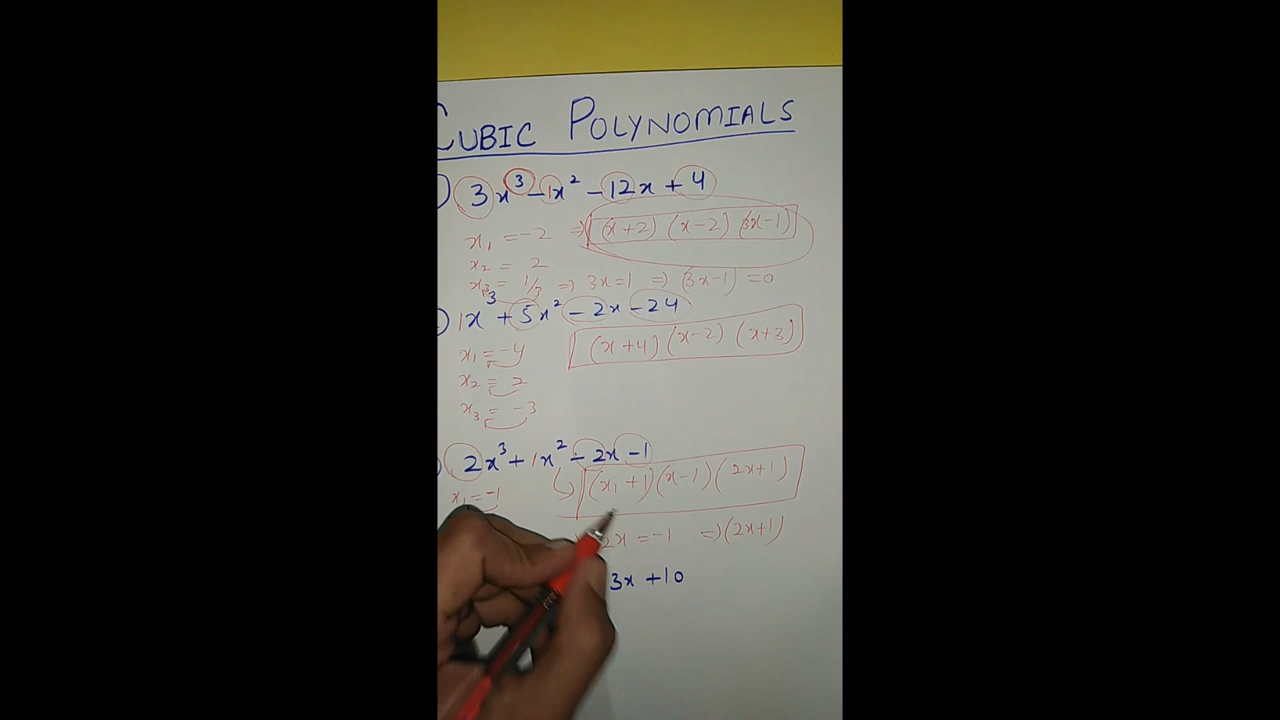 CUBIC POLYNOMIALS
3x³ - 1x² - 12x + 4
x₁ = -2 ⇒ (x+2) (x-2) (3x-1)
x₂ = 2
x₃ = 1/3 ⇒ 3x=1 ⇒ (3x-1) =0
1x³ + 5x² - 2x - 24
x₁ = -4 (x+4) (x-2) (x+3)
x₂ = 2
x₃ = -3
2x³ + 1x² - 2x - 1
x₁ = -1 (x₁ +1) (x-1) (2x+1)
2x = -1 ⇒ (2x+1)
3x + 10